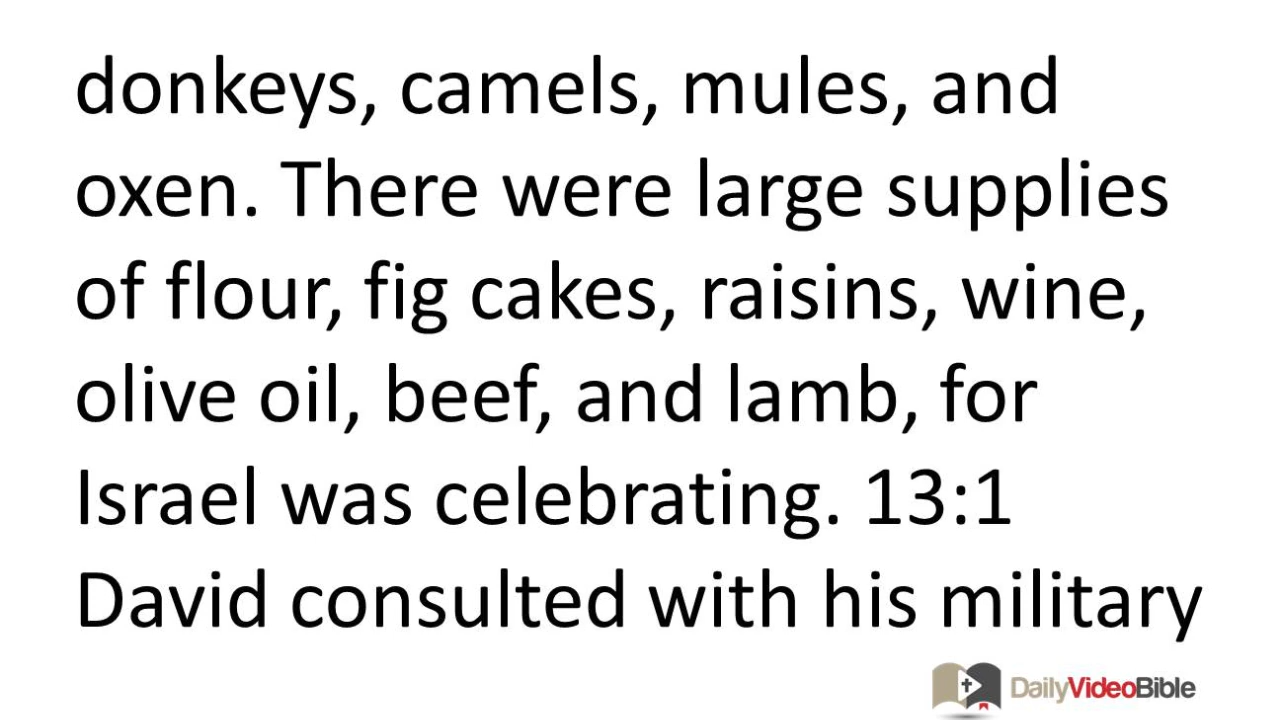 donkeys, camels, mules, and
oxen. There were large supplies
of flour, fig cakes, raisins, wine,
olive oil, beef, and lamb, for
Israel was celebrating. 13:1
David consulted with his military
DailyVideoBible